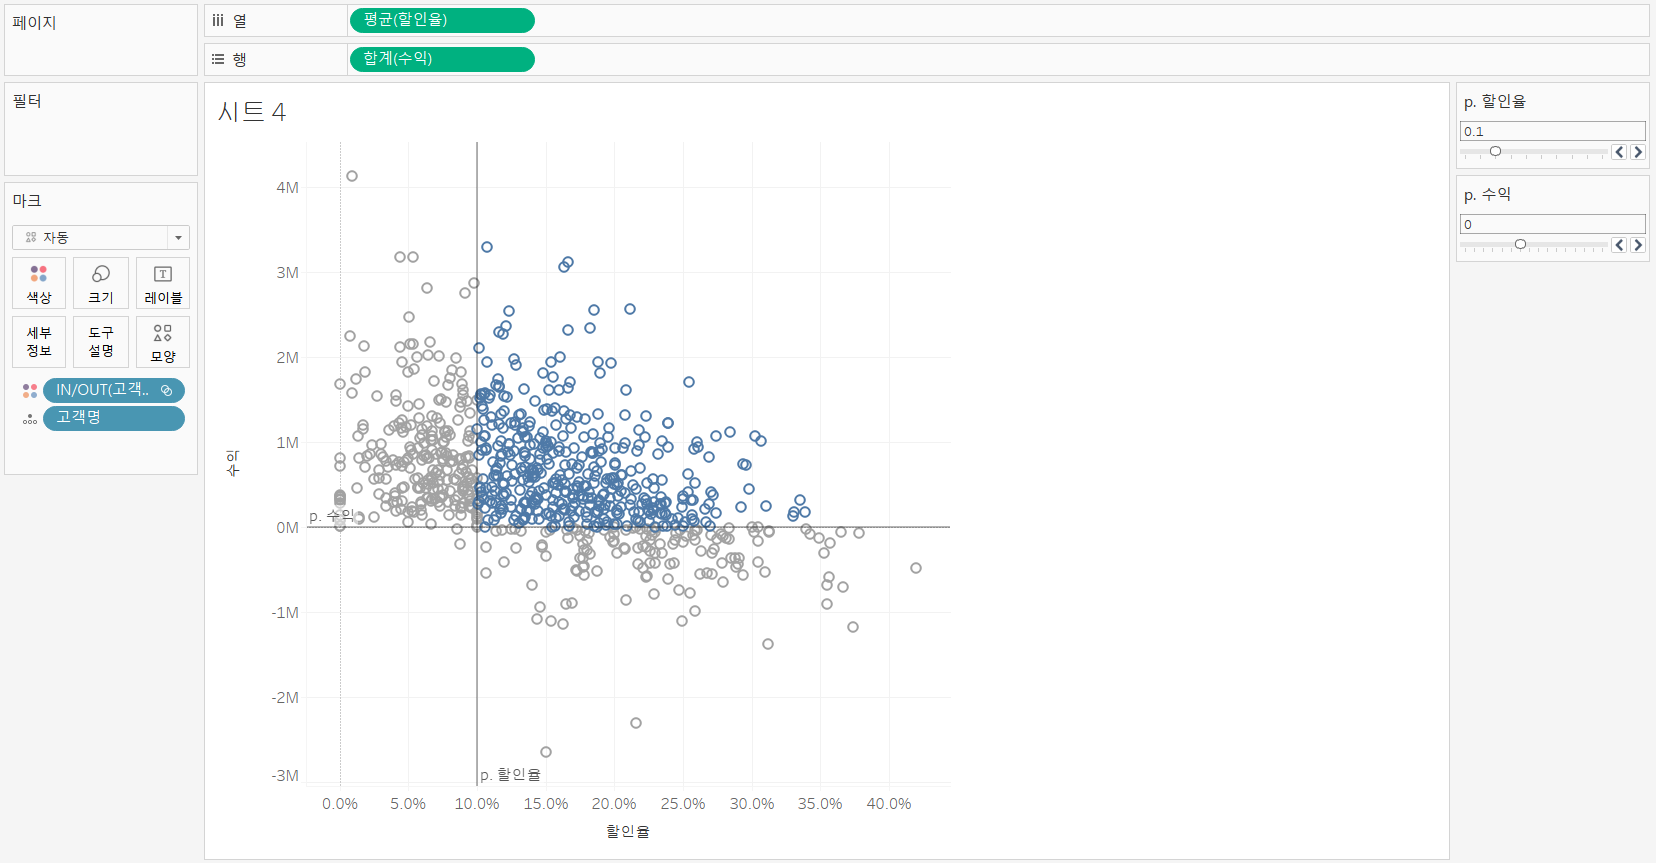 페이지
열
평균(할인율)
행
합계(수익)
필터
마크
자동
색상
크기
T
레이블
세부
정보
도구
설명
모양
IN/OUT(고객..
고객명
시트 4
수익
4M
3M
2M
1M
0M
-1M
-2M
-3M
p. 수익
p. 할인율
0.0%
5.0%
10.0%
15.0%
20.0%
25.0%
30.0%
35.0%
40.0%
할인율
p. 할인율
0.1
p. 수익
0